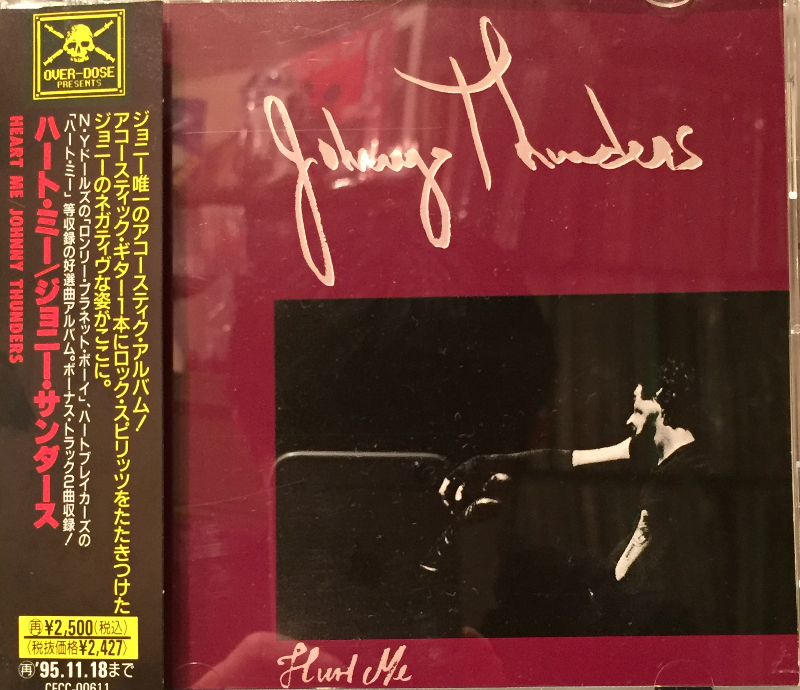 OVER-DOSE
PRESENTS
ジョニー唯一のアコースティク・アルバム!
アコースティック・ギター1本にロック・スピリッツをたたきつけた
ジョニーのネガティヴな姿がここに。
N・Y・ドールズの「ロンリー・プラネット・ボーイ」、ハートブレイカーズの
「ハート・ミー」等収録の好選曲アルバム。ボーナス・トラック2曲収録!
ハート・ミー/ジョニー・サンダース
HEART ME/JOHNNY THUNDERS
再¥2,500(税込)
(税抜価格¥2,427)
再'95.11.18まで
CECC-00611
Johnny Thunders
Hurt Me